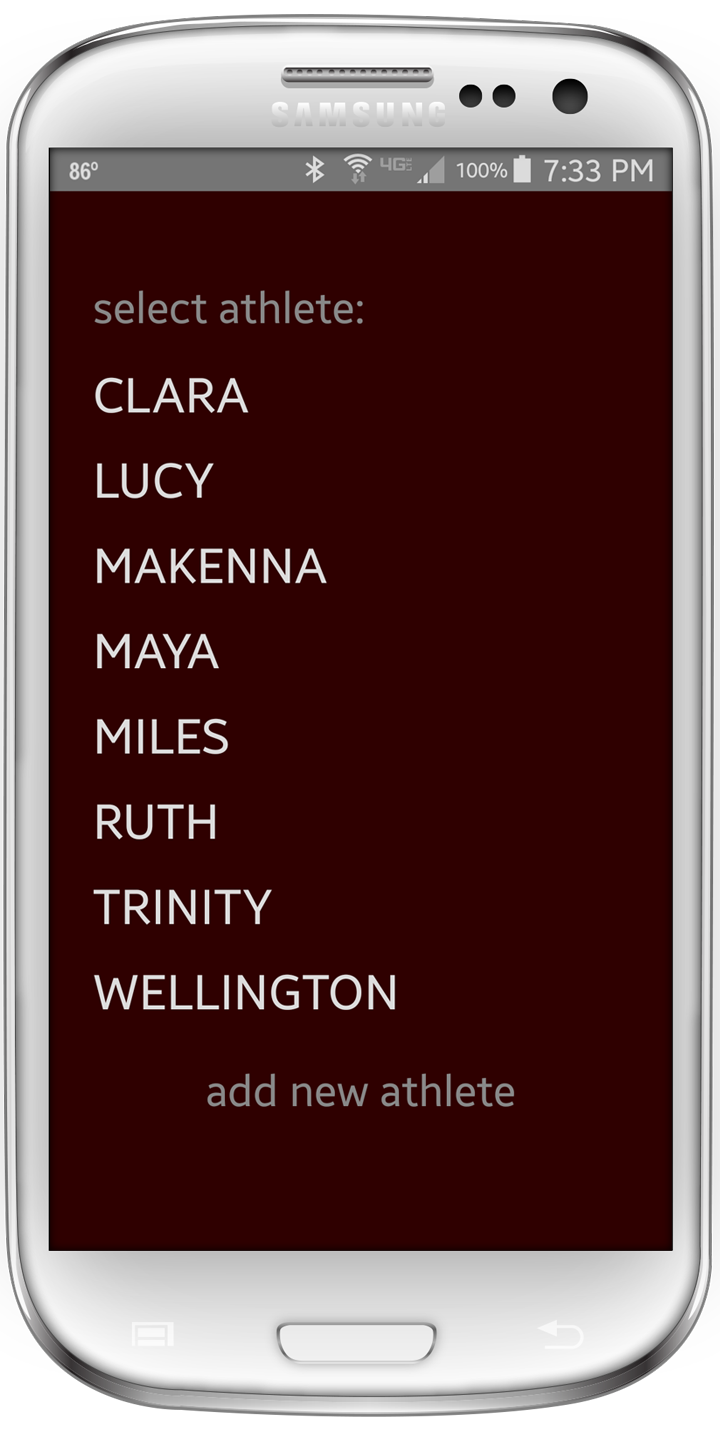 SAMSUNG
86° 4G 100% 7:33 PM
select athlete:
CLARA
LUCY
MAKENNA
MAYA
MILES
RUTH
TRINITY
WELLINGTON
add new athlete